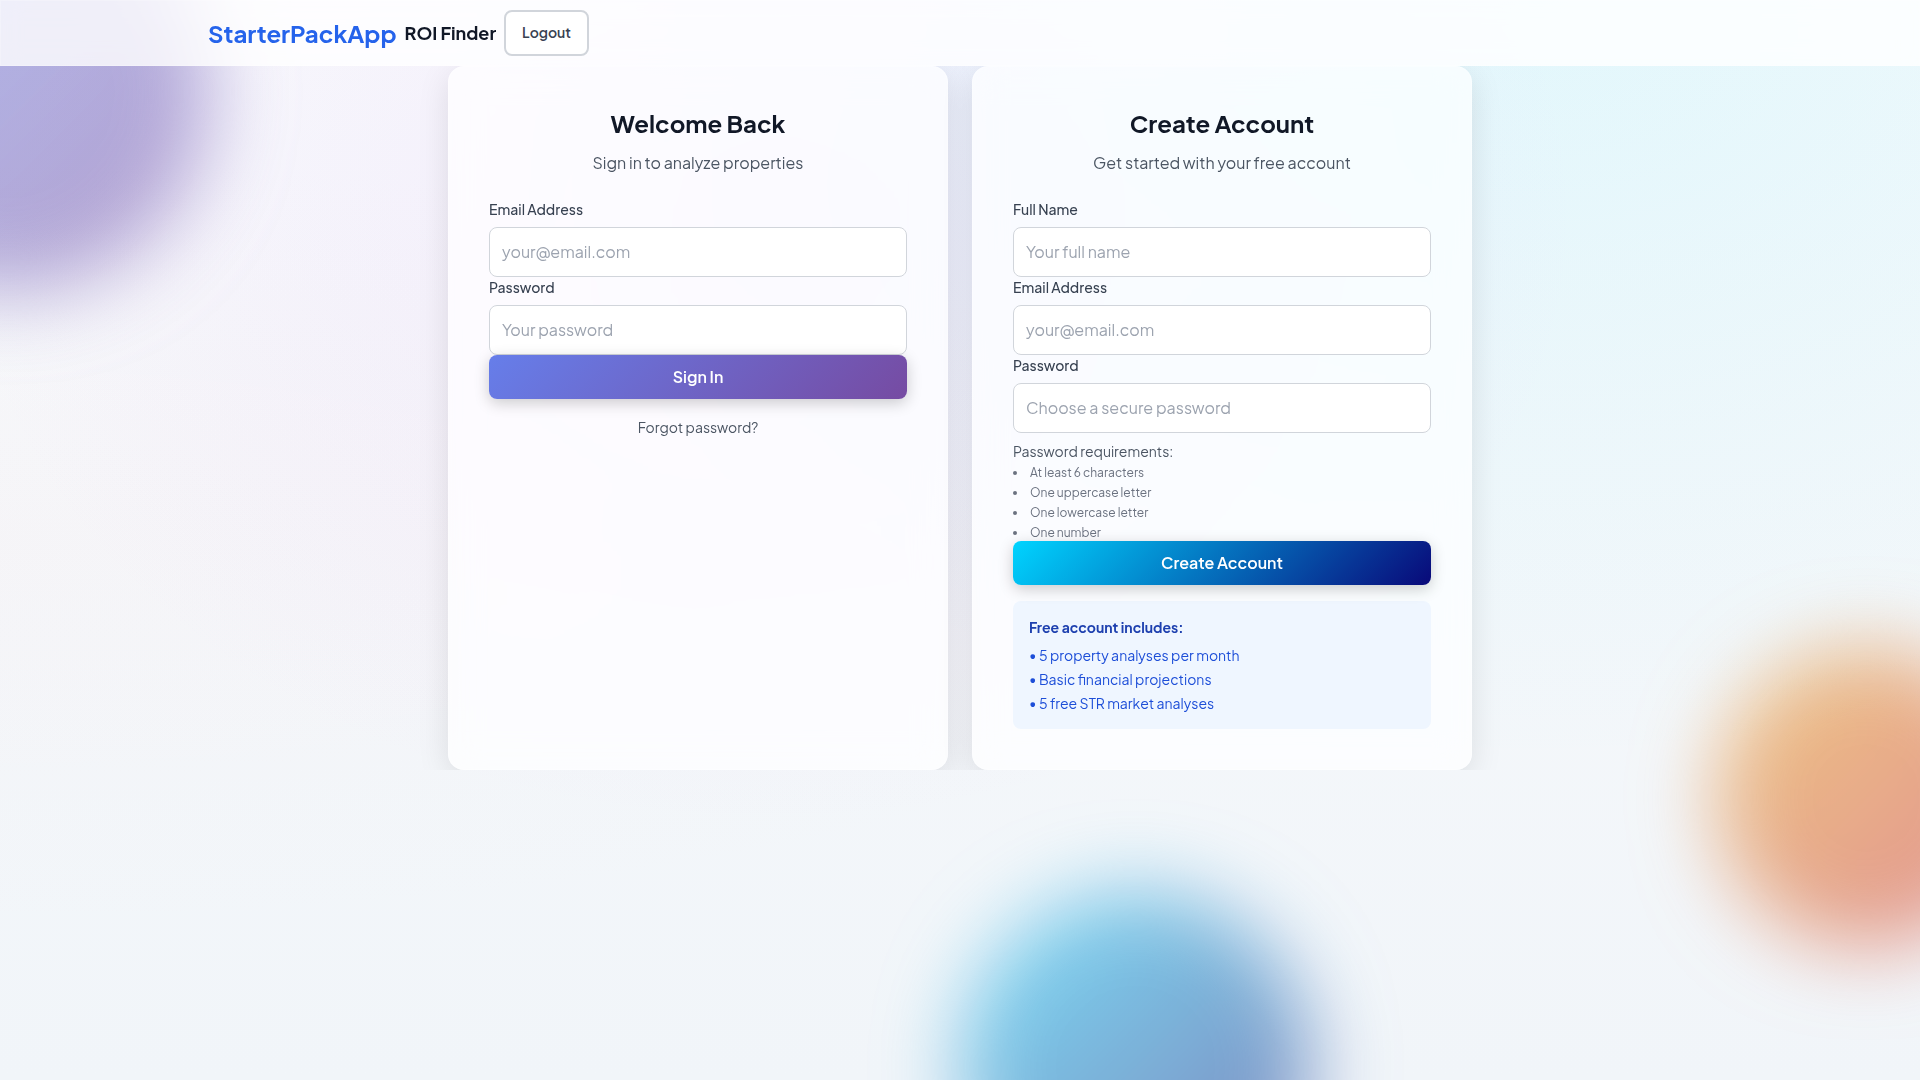 StarterPackApp ROI Finder Logout
Welcome Back
Sign in to analyze properties
Email Address
your@email.com
Password
Your password
Sign In
Forgot password?
Create Account
Get started with your free account
Full Name
Your full name
Email Address
your@email.com
Password
Choose a secure password
Password requirements:
• At least 6 characters
• One uppercase letter
• One lowercase letter
• One number
Create Account
Free account includes:
• 5 property analyses per month
• Basic financial projections
• 5 free STR market analyses